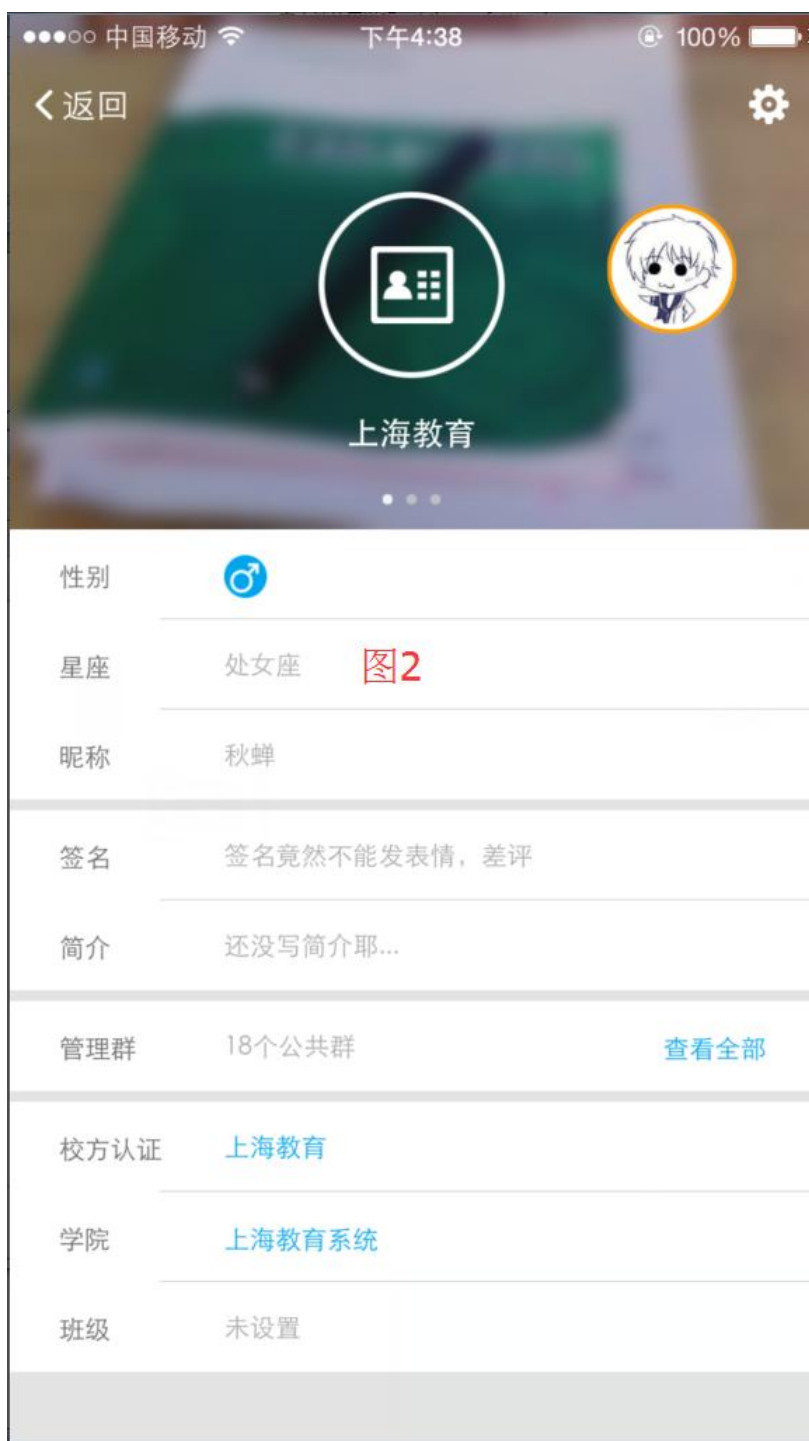 中国移动 下午4:38 100%
返回
上海教育
性别
星座 处女座 图2
昵称 秋蝉
签名 签名竟然不能发表情，差评
简介 还没写简介耶...
管理群 18个公共群 查看全部
校方认证 上海教育
学院 上海教育系统
班级 未设置